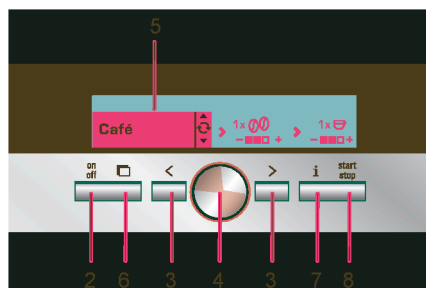 5
Café
1x
1x
- +
- +
on
off
<
>
i
start
stop
2 6 3 4 3 7 8